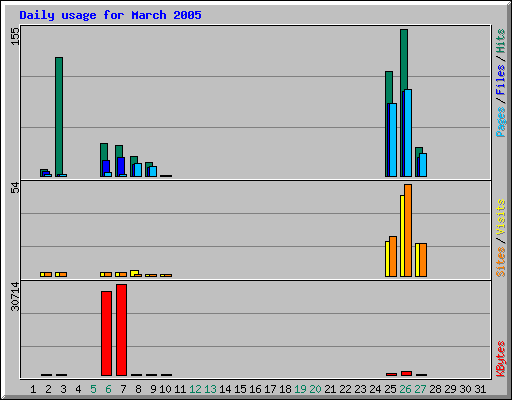 Daily usage for March 2005
155
54
30714
Pages / Files / Hits
Sites / Visits
KBytes
1 2 3 4 5 6 7 8 9 10 11 12 13 14 15 16 17 18 19 20 21 22 23 24 25 26 27 28 29 30 31